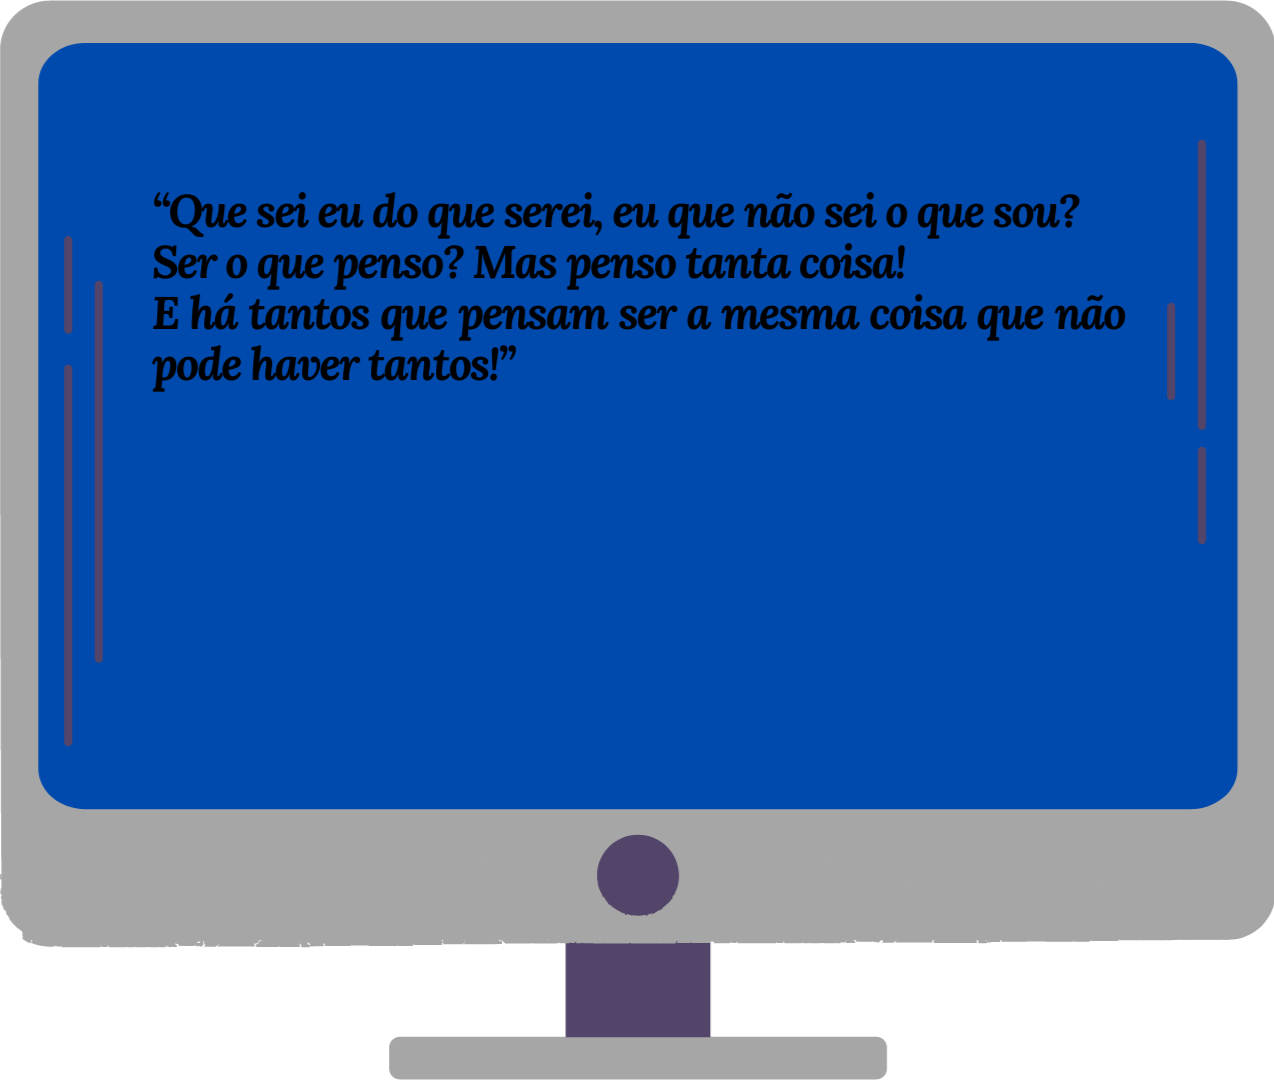 “Que sei eu do que serei, eu que não sei o que sou?
Ser o que penso? Mas penso tanta coisa!
E há tantos que pensam ser a mesma coisa que não
pode haver tantos!”